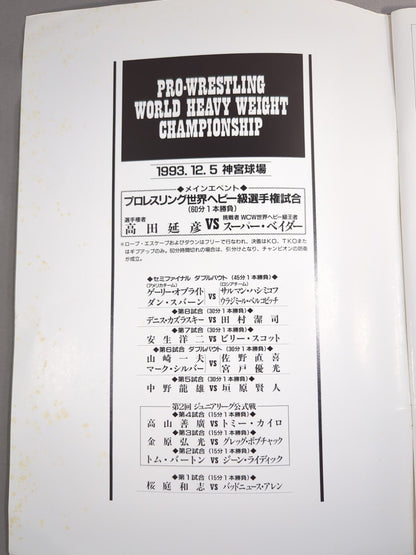 PRO-WRESTLING
WORLD HEAVY WEIGHT
CHAMPIONSHIP
1993.12.5 神宮球場
◆メインエベント◆
プロレスリング世界ヘビー級選手権試合
(60分1本勝負)
選手権者 挑戦者 WCW世界ヘビー級王者
高田延彦 VS スーパー・ベイダー
※ロープ・エスケープおよびダウンはフリーで行なわれ、決着はKO、TKOまた
はギブアップのみ。60分時間切れの場合は、引分けとなり、チャンピオンの防衛
が成立。
◆セミファイナル ダブルバウト (45分1本勝負)◆
(アメリカチーム) (ロシアチーム)
ゲーリー・オブライト VS サルマン・ハシミコフ
ダン・スバーン ウラジミール・ベルコビッチ
◆第8試合(30分1本勝負)◆
デニス・カズラスキー VS 田村潔司
◆第7試合(30分1本勝負)◆
安生洋二 VS ビリー・スコット
◆第6試合 ダブルバウト (30分1本勝負)◆
山崎一夫 VS 佐野直喜
マーク・シルバー 宮戸優光
◆第5試合(30分1本勝負)◆
中野龍雄 VS 垣原賢人
第2回 ジュニアリーグ公式戦
◆第4試合(15分1本勝負)◆
高山善廣 VS トミー・カイロ
◆第3試合(15分1本勝負)◆
金原弘光 VS グレッグ・ボブチャック
◆第2試合(15分1本勝負)◆
トム・バートン VS ジーン・ライディック
◆第1試合(15分1本勝負)◆
桜庭和志 VS バッドニュース・アレン